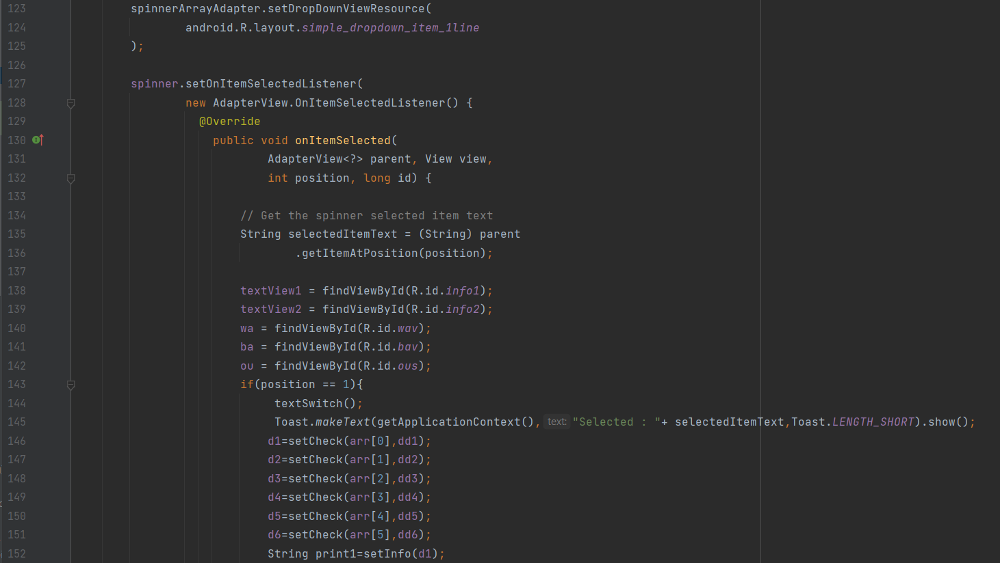 123 spinnerArrayAdapter.setDropDownViewResource(
124 android.R.layout.simple_dropdown_item_1line
125 );
126
127 spinner.setOnItemSelectedListener(
128 new AdapterView.OnItemSelectedListener() {
129 @Override
130 public void onItemSelected(
131 AdapterView<?> parent, View view,
132 int position, long id) {
133
134 // Get the spinner selected item text
135 String selectedItemText = (String) parent
136 .getItemAtPosition(position);
137
138 textView1 = findViewById(R.id.info1);
139 textView2 = findViewById(R.id.info2);
140 wa = findViewById(R.id.wav);
141 ba = findViewById(R.id.bav);
142 ou = findViewById(R.id.ous);
143 if(position == 1){
144 textSwitch();
145 Toast.makeText(getApplicationContext(), text: "Selected : "+ selectedItemText,Toast.LENGTH_SHORT).show();
146 d1=setCheck(arr[0],dd1);
147 d2=setCheck(arr[1],dd2);
148 d3=setCheck(arr[2],dd3);
149 d4=setCheck(arr[3],dd4);
150 d5=setCheck(arr[4],dd5);
151 d6=setCheck(arr[5],dd6);
152 String print1=setInfo(d1);